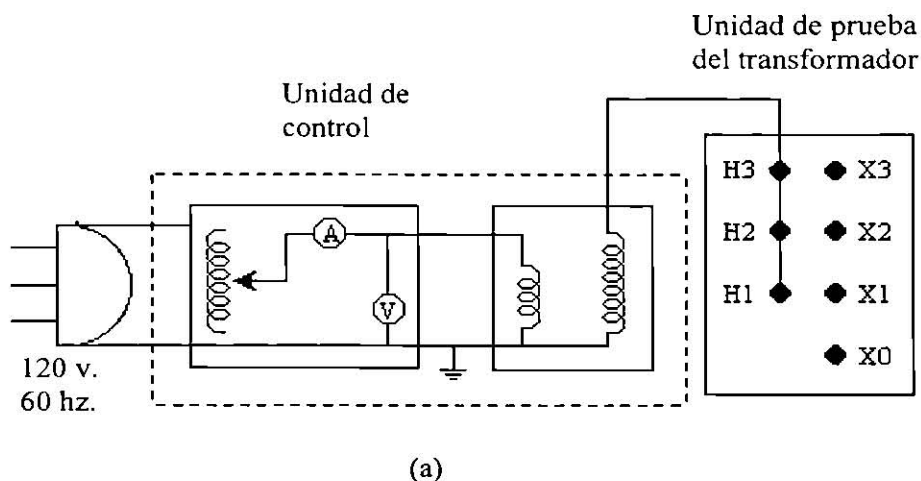 Unidad de prueba
del transformador
Unidad de
control
A
V
H3
X3
H2
X2
H1
X1
X0
120 v.
60 hz.
(a)